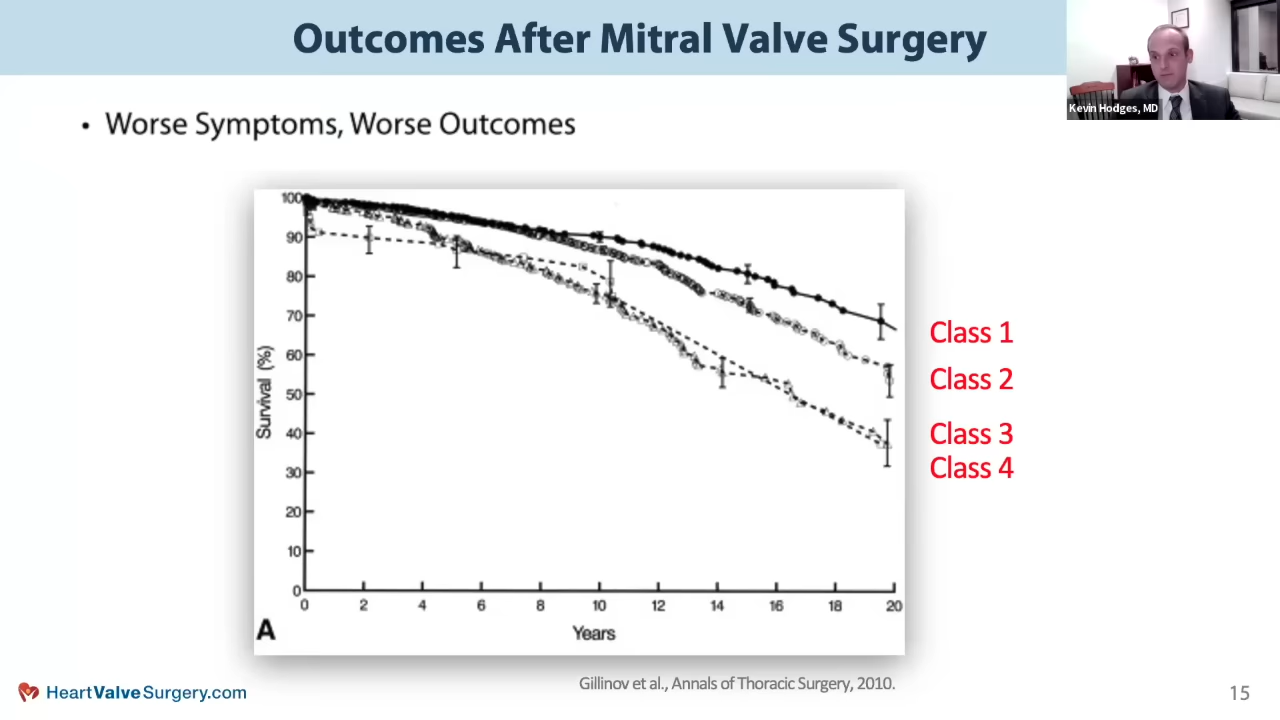 Outcomes After Mitral Valve Surgery
Kevin Hodges, MD
• Worse Symptoms, Worse Outcomes
100
90
80
70
60
50
40
30
20
10
0
Survival (%)
0 2 4 6 8 10 12 14 16 18 20
Years
A
Class 1
Class 2
Class 3
Class 4
Gillinov et al., Annals of Thoracic Surgery, 2010.
HeartValveSurgery.com
15